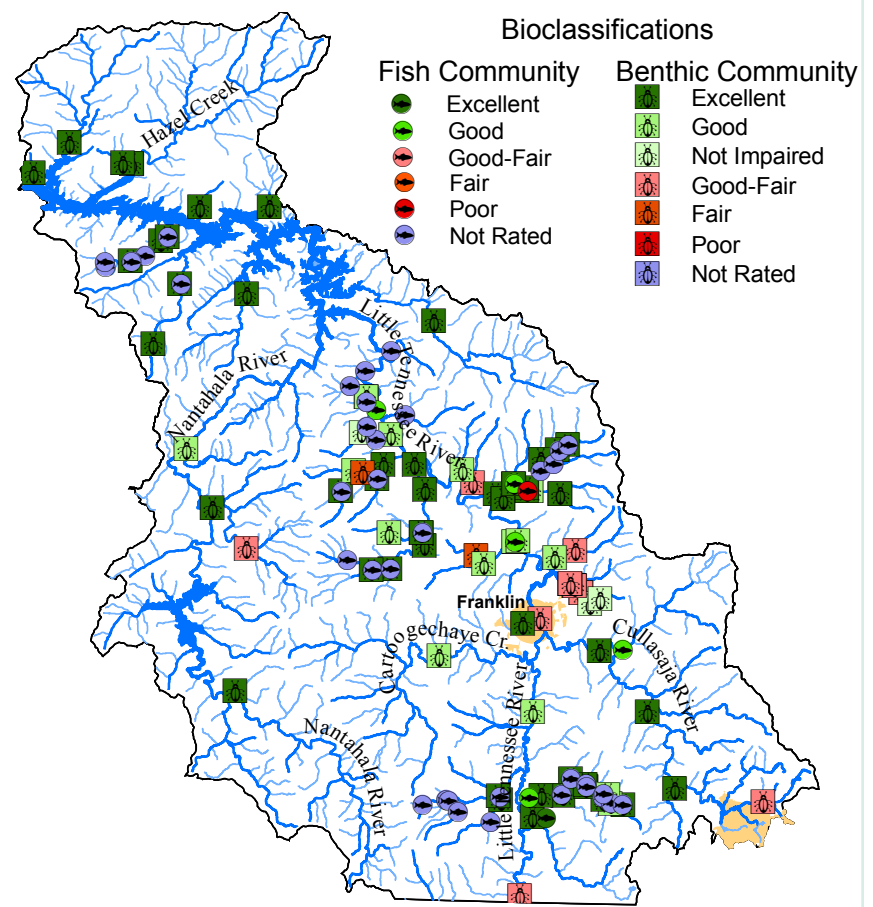 Bioclassifications
Fish Community
Benthic Community
Excellent
Good
Good-Fair
Fair
Poor
Not Rated
Excellent
Good
Not Impaired
Good-Fair
Fair
Poor
Not Rated
Hazel Creek
Little Tennessee River
Nantahala River
Franklin
Cartoogechaye Cr.
Cullasaja River
Nantahala River
Little Tennessee River